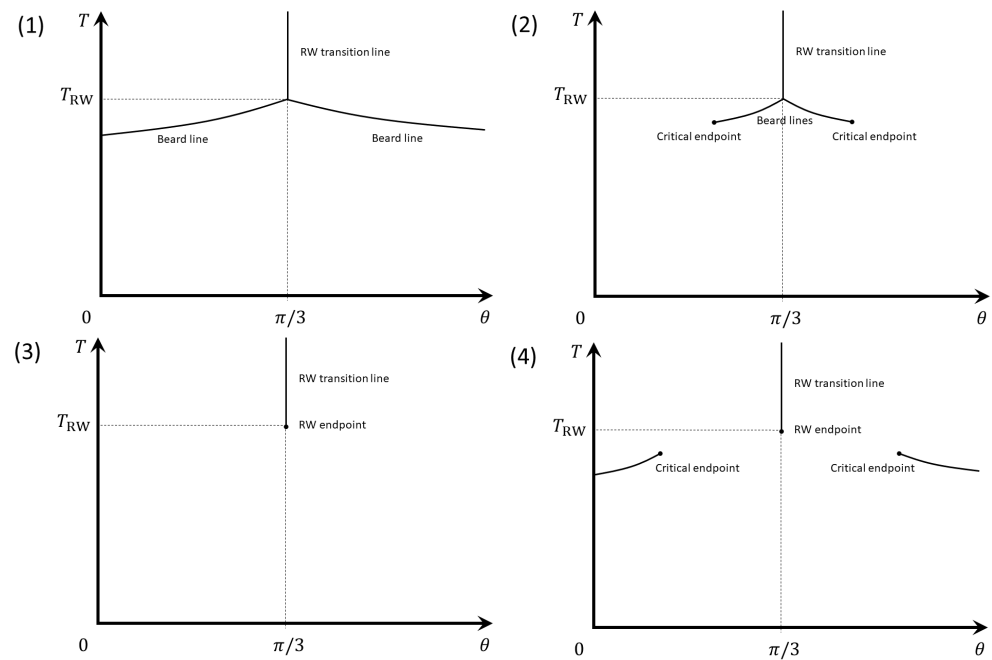 (1)
T
RW transition line
T_RW
Beard line
Beard line
0
π/3
θ
(2)
T
RW transition line
T_RW
Beard lines
Critical endpoint
Critical endpoint
0
π/3
θ
(3)
T
RW transition line
T_RW
RW endpoint
0
π/3
θ
(4)
T
RW transition line
T_RW
RW endpoint
Critical endpoint
Critical endpoint
0
π/3
θ